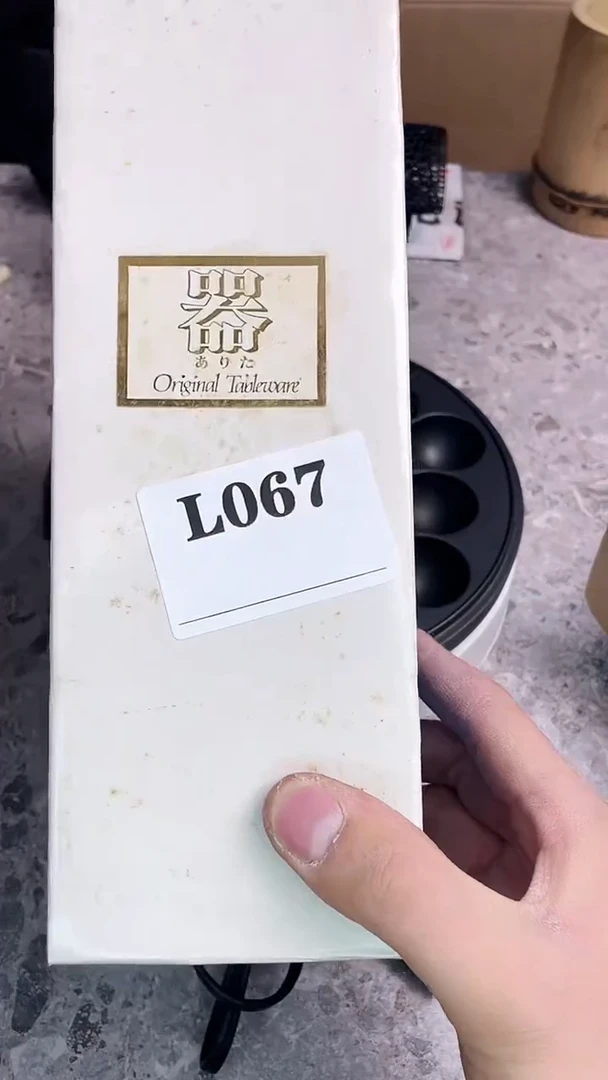 器
ありた
Original Tableware
L067